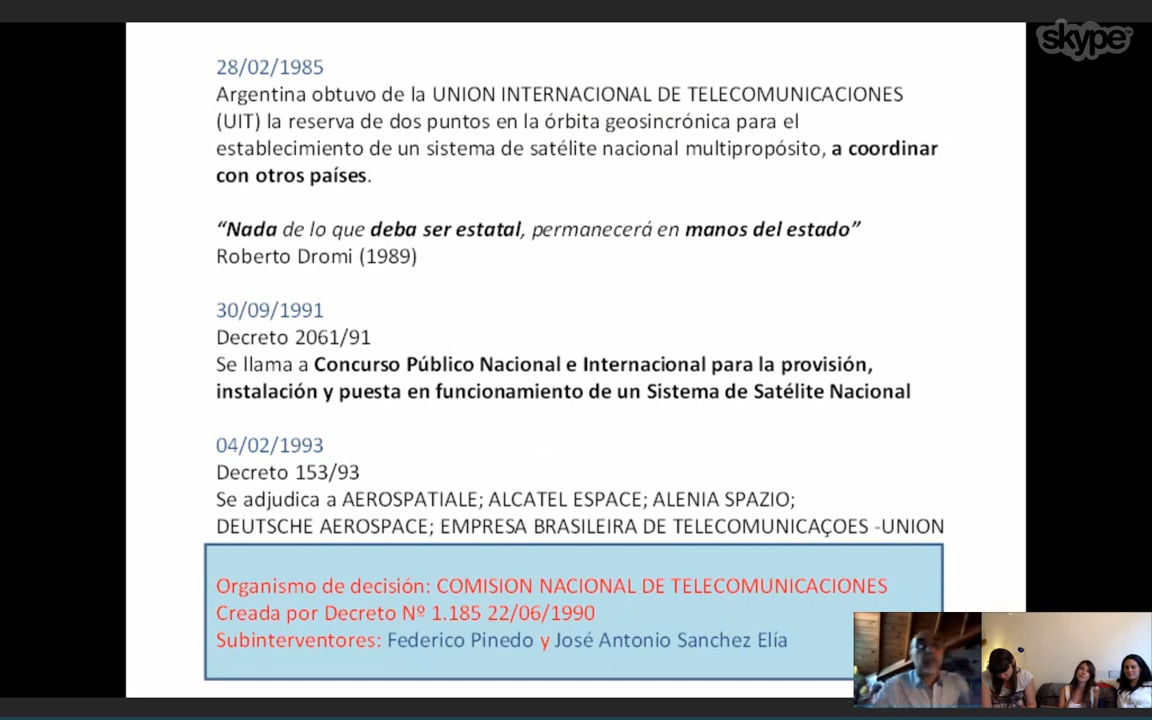 skype™
28/02/1985
Argentina obtuvo de la UNION INTERNACIONAL DE TELECOMUNICACIONES
(UIT) la reserva de dos puntos en la órbita geosincrónica para el
establecimiento de un sistema de satélite nacional multipropósito, a coordinar
con otros países.
“Nada de lo que deba ser estatal, permanecerá en manos del estado”
Roberto Dromi (1989)
30/09/1991
Decreto 2061/91
Se llama a Concurso Público Nacional e Internacional para la provisión,
instalación y puesta en funcionamiento de un Sistema de Satélite Nacional
04/02/1993
Decreto 153/93
Se adjudica a AEROSPATIALE; ALCATEL ESPACE; ALENIA SPAZIO;
DEUTSCHE AEROSPACE; EMPRESA BRASILEIRA DE TELECOMUNICAÇOES -UNION
Organismo de decisión: COMISION NACIONAL DE TELECOMUNICACIONES
Creada por Decreto Nº 1.185 22/06/1990
Subinterventores: Federico Pinedo y José Antonio Sanchez Elía